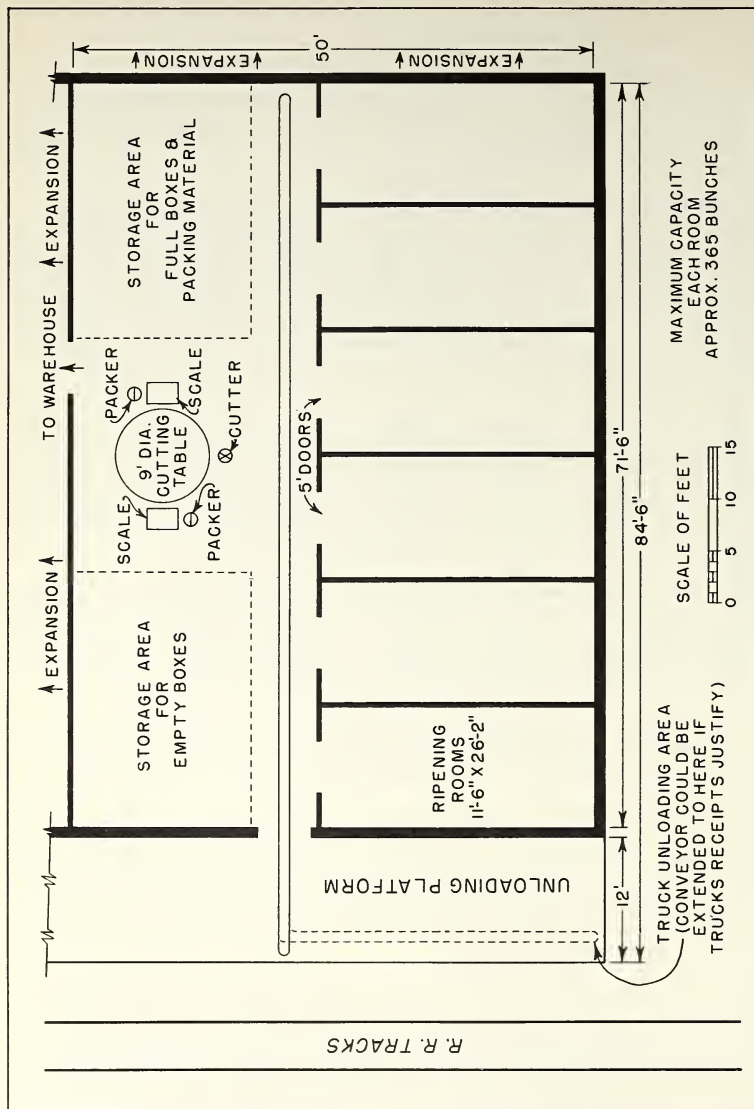 TO WAREHOUSE
EXPANSION
EXPANSION
STORAGE AREA
FOR
EMPTY BOXES
SCALE
PACKER
9' DIA.
CUTTING
TABLE
PACKER
SCALE
CUTTER
STORAGE AREA
FOR
FULL BOXES &
PACKING MATERIAL
EXPANSION
50'
EXPANSION
5' DOORS
RIPENING
ROOMS
11'-6" X 26'-2"
UNLOADING PLATFORM
R. R. TRACKS
12'
71'-6"
84'-6"
TRUCK UNLOADING AREA
(CONVEYOR COULD BE
EXTENDED TO HERE IF
TRUCKS RECEIPTS JUSTIFY)
SCALE OF FEET
0 5 10 15
MAXIMUM CAPACITY
EACH ROOM
APPROX. 365 BUNCHES